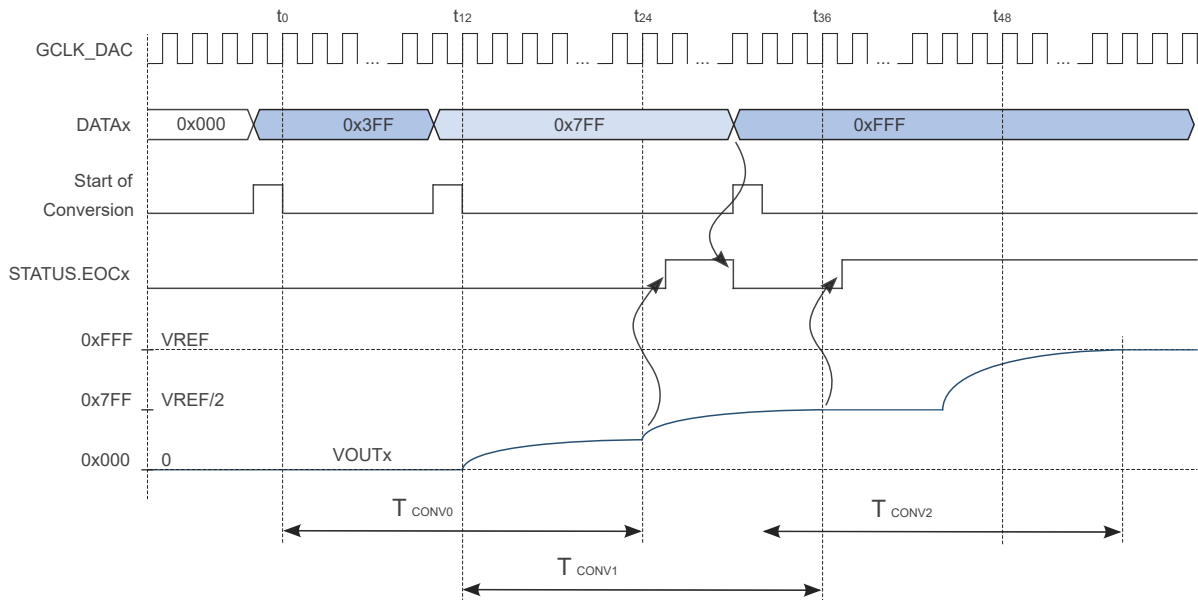 t0 t12 t24 t36 t48
GCLK_DAC ... ... ... ... ...
DATAx 0x000 0x3FF 0x7FF 0xFFF
Start of
Conversion
STATUS.EOCx
0xFFF VREF
0x7FF VREF/2
0x000 0 VOUTx
T CONV0 T CONV2
T CONV1